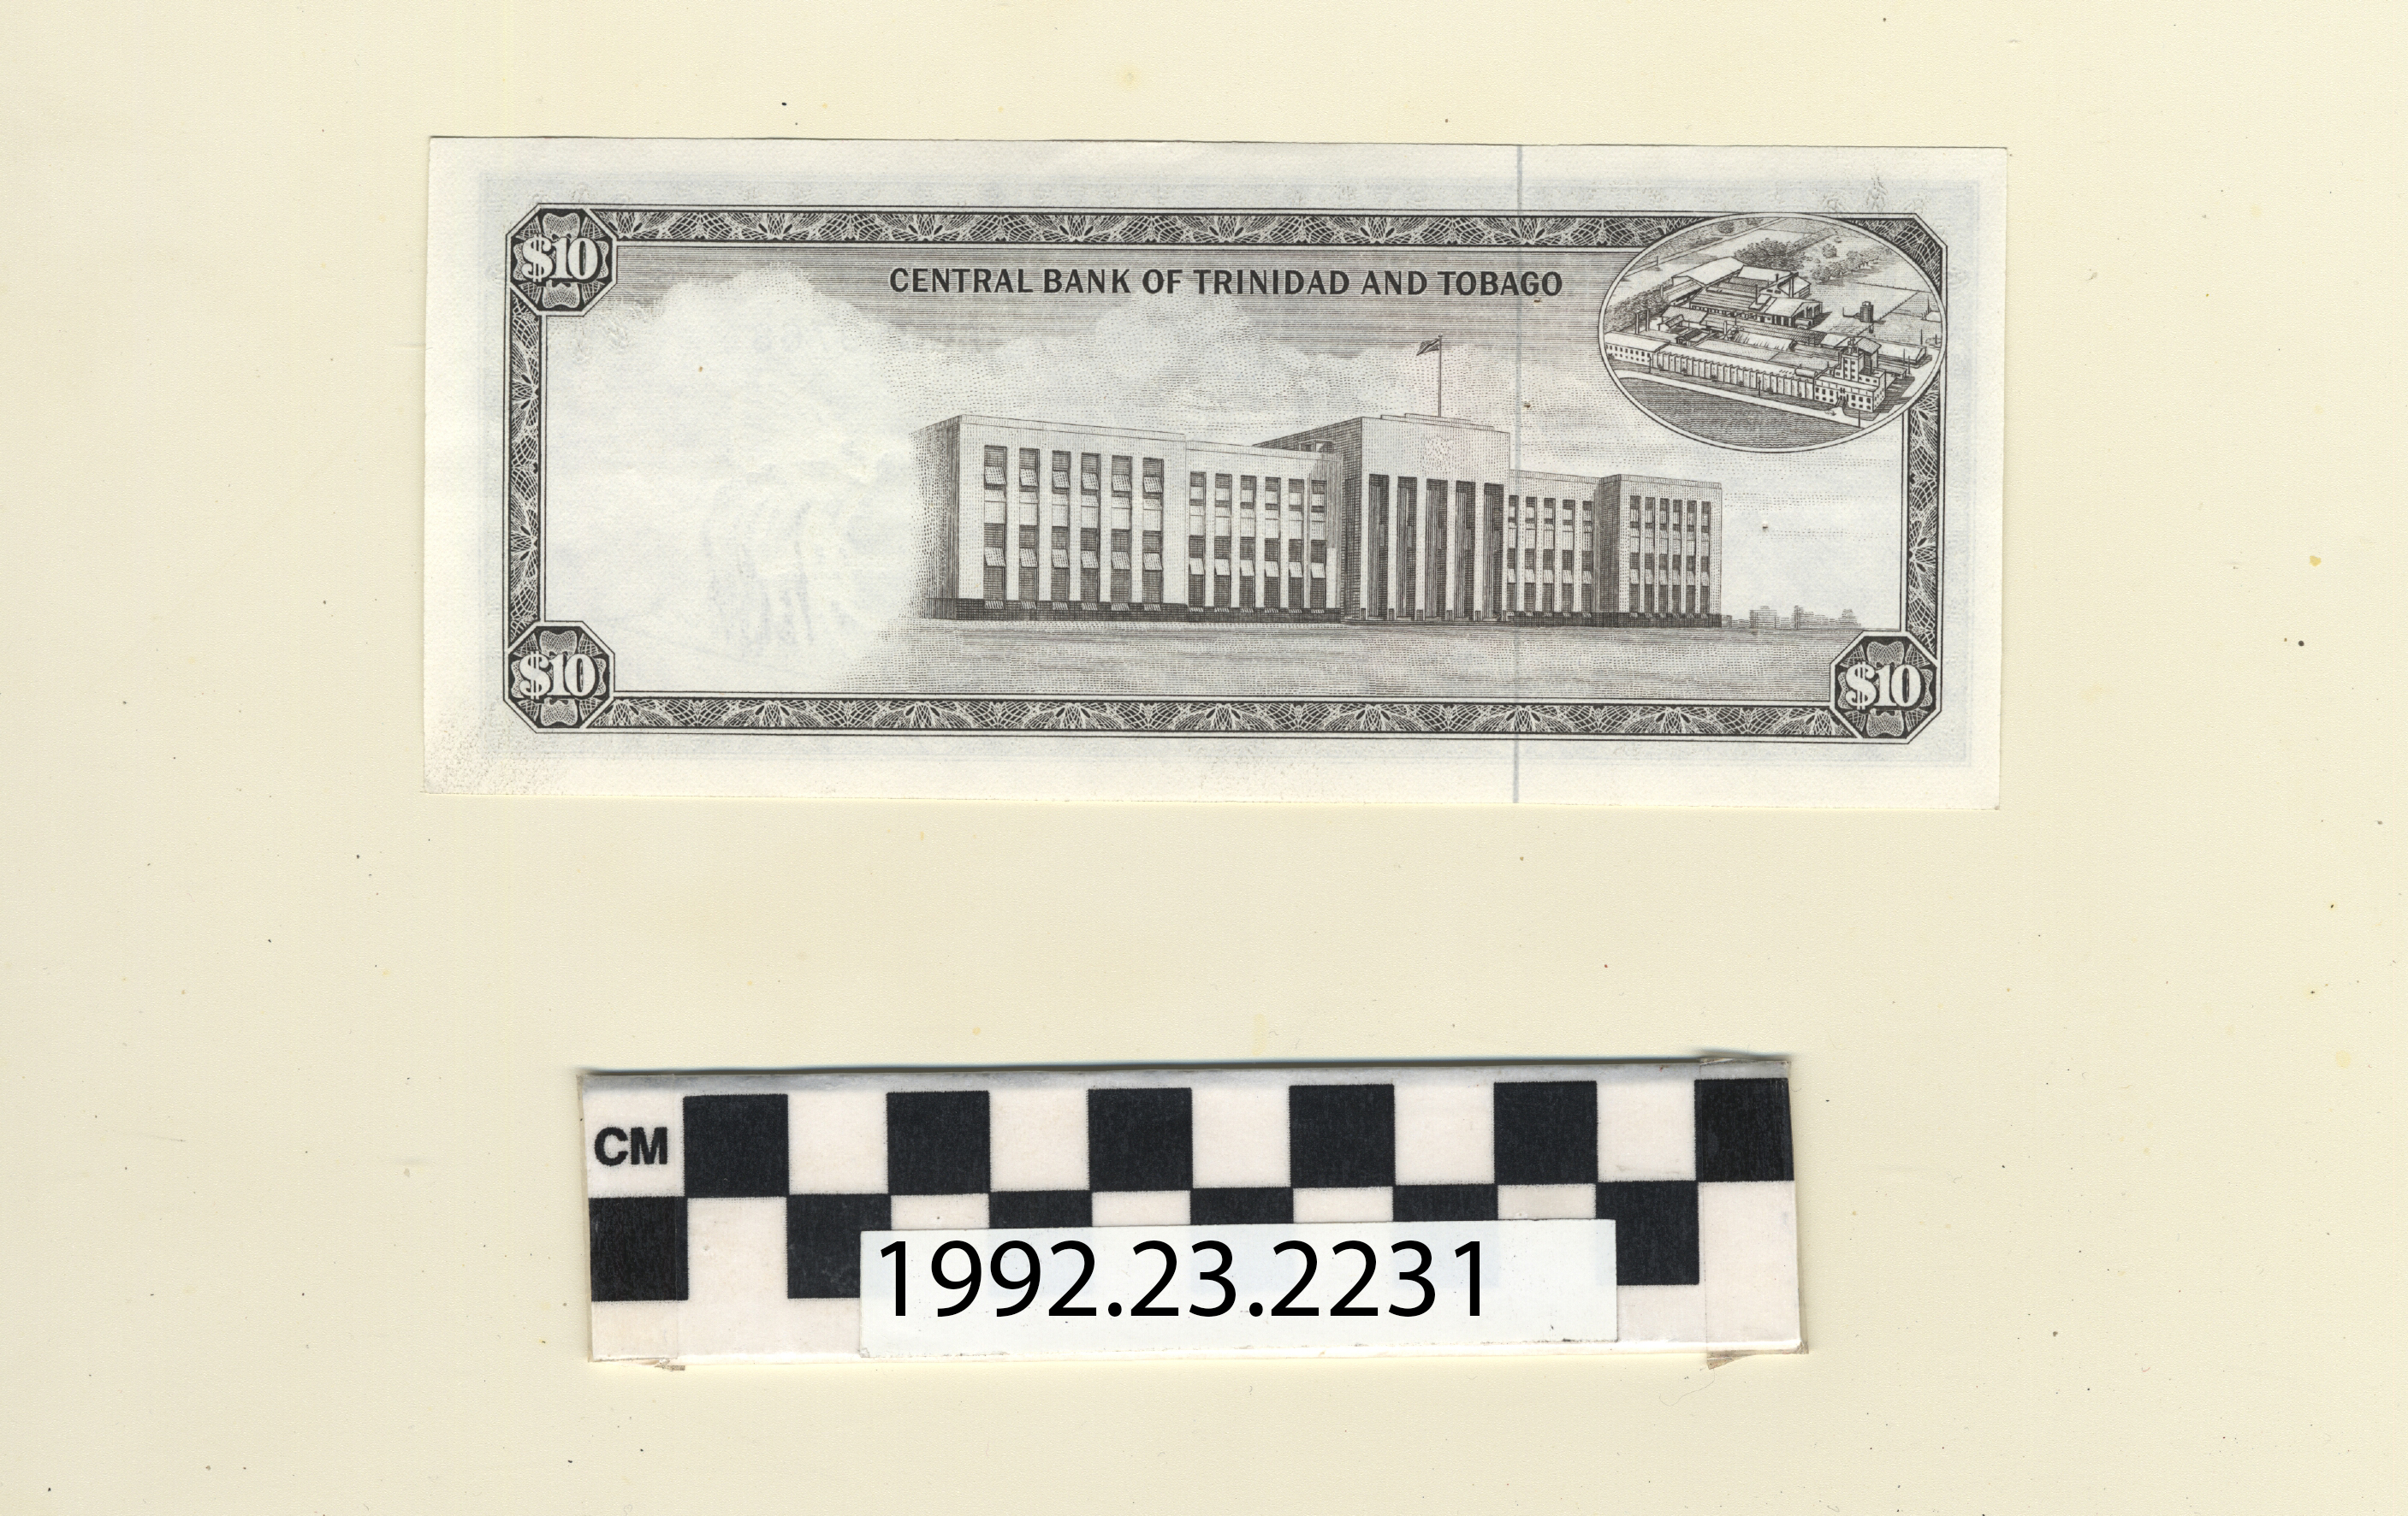 $10
CENTRAL BANK OF TRINIDAD AND TOBAGO
$10
$10
CM
1992.23.2231